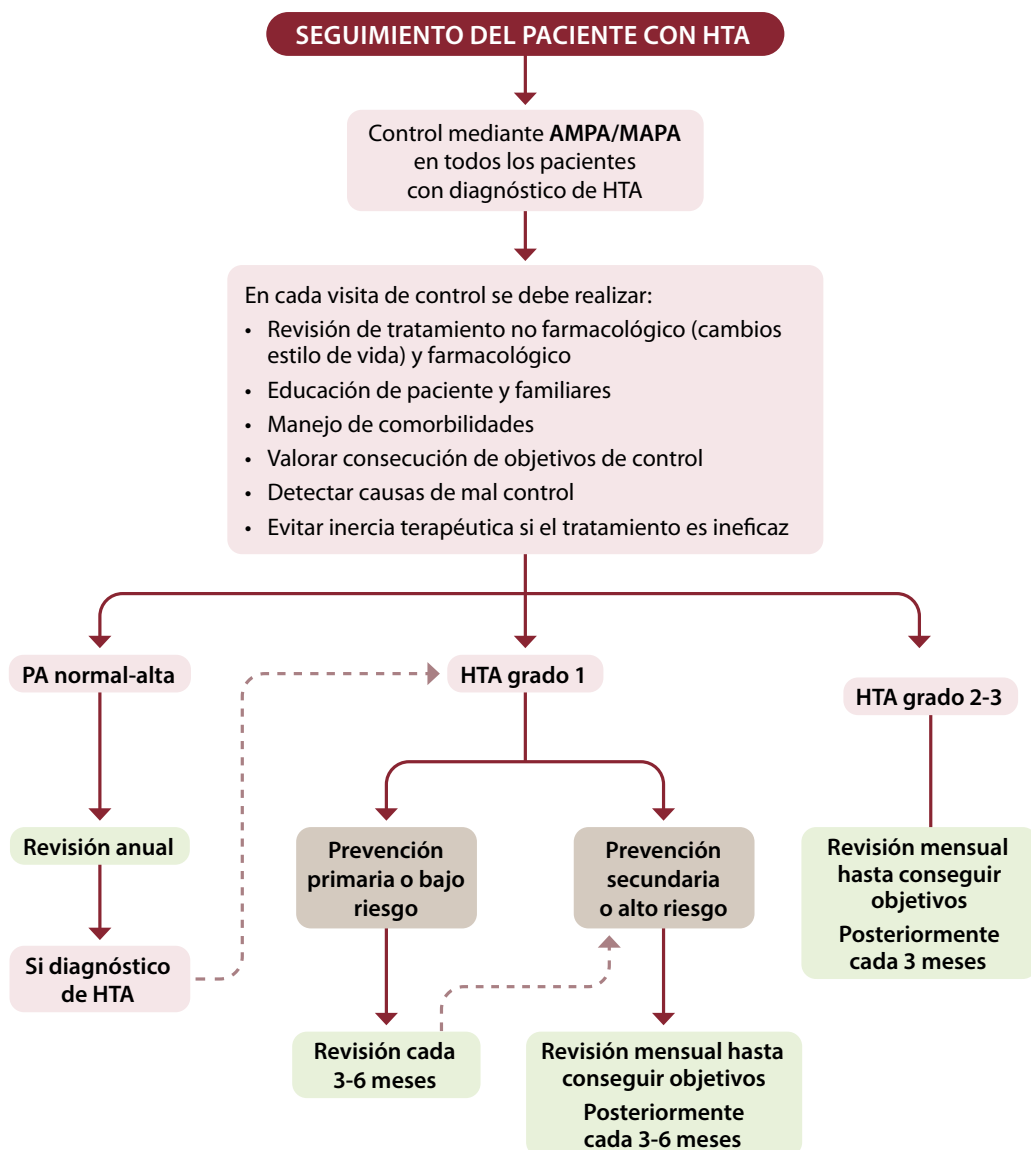 SEGUIMIENTO DEL PACIENTE CON HTA
Control mediante AMPA/MAPA
en todos los pacientes
con diagnóstico de HTA
En cada visita de control se debe realizar:
• Revisión de tratamiento no farmacológico (cambios
estilo de vida) y farmacológico
• Educación de paciente y familiares
• Manejo de comorbilidades
• Valorar consecución de objetivos de control
• Detectar causas de mal control
• Evitar inercia terapéutica si el tratamiento es ineficaz
PA normal-alta
Revisión anual
Si diagnóstico
de HTA
HTA grado 1
Prevención
primaria o bajo
riesgo
Revisión cada
3-6 meses
Prevención
secundaria
o alto riesgo
Revisión mensual hasta
conseguir objetivos
Posteriormente
cada 3-6 meses
HTA grado 2-3
Revisión mensual
hasta conseguir
objetivos
Posteriormente
cada 3 meses